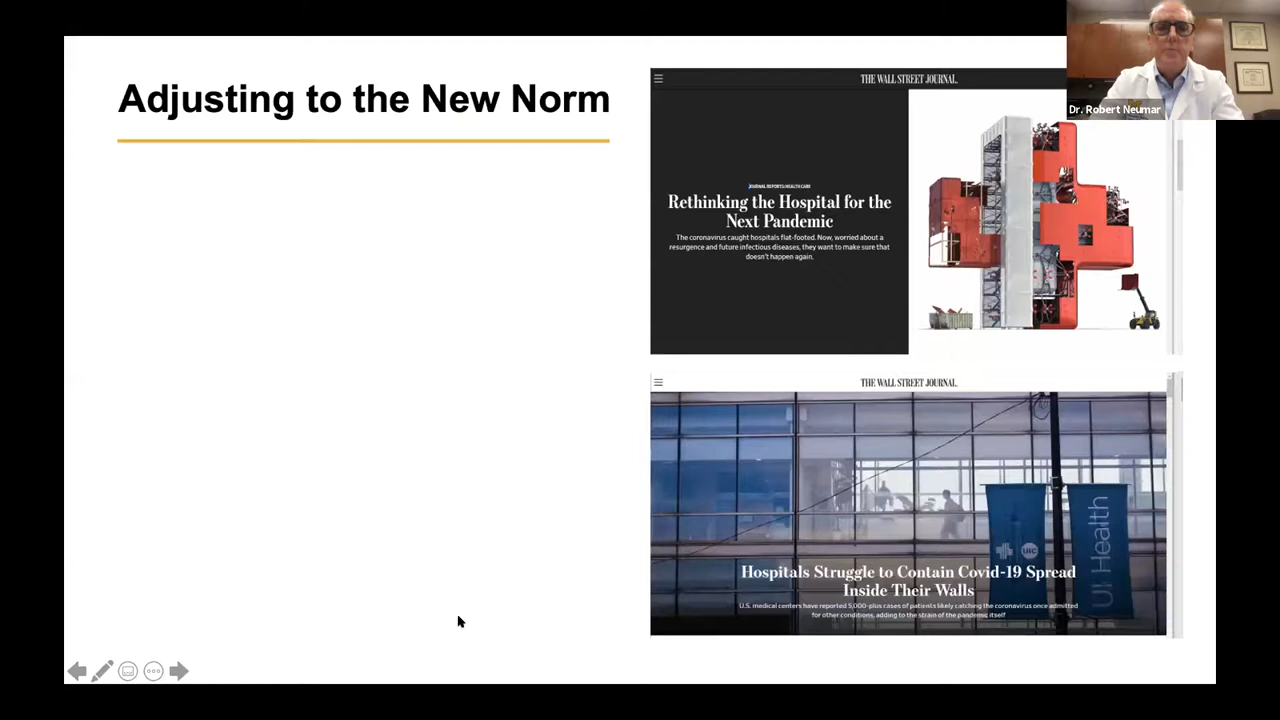 Adjusting to the New Norm
THE WALL STREET JOURNAL.
Dr. Robert Neumar
JOURNAL REPORTS: HEALTH CARE
Rethinking the Hospital for the
Next Pandemic
The coronavirus caught hospitals flat-footed. Now, worried about a
resurgence and future infectious diseases, they want to make sure that
doesn't happen again.
THE WALL STREET JOURNAL.
UIC
UI Health
Hospitals Struggle to Contain Covid-19 Spread
Inside Their Walls
U.S. medical centers have reported 5,000-plus cases of patients likely catching the coronavirus once admitted
for other conditions, adding to the strain of the pandemic itself